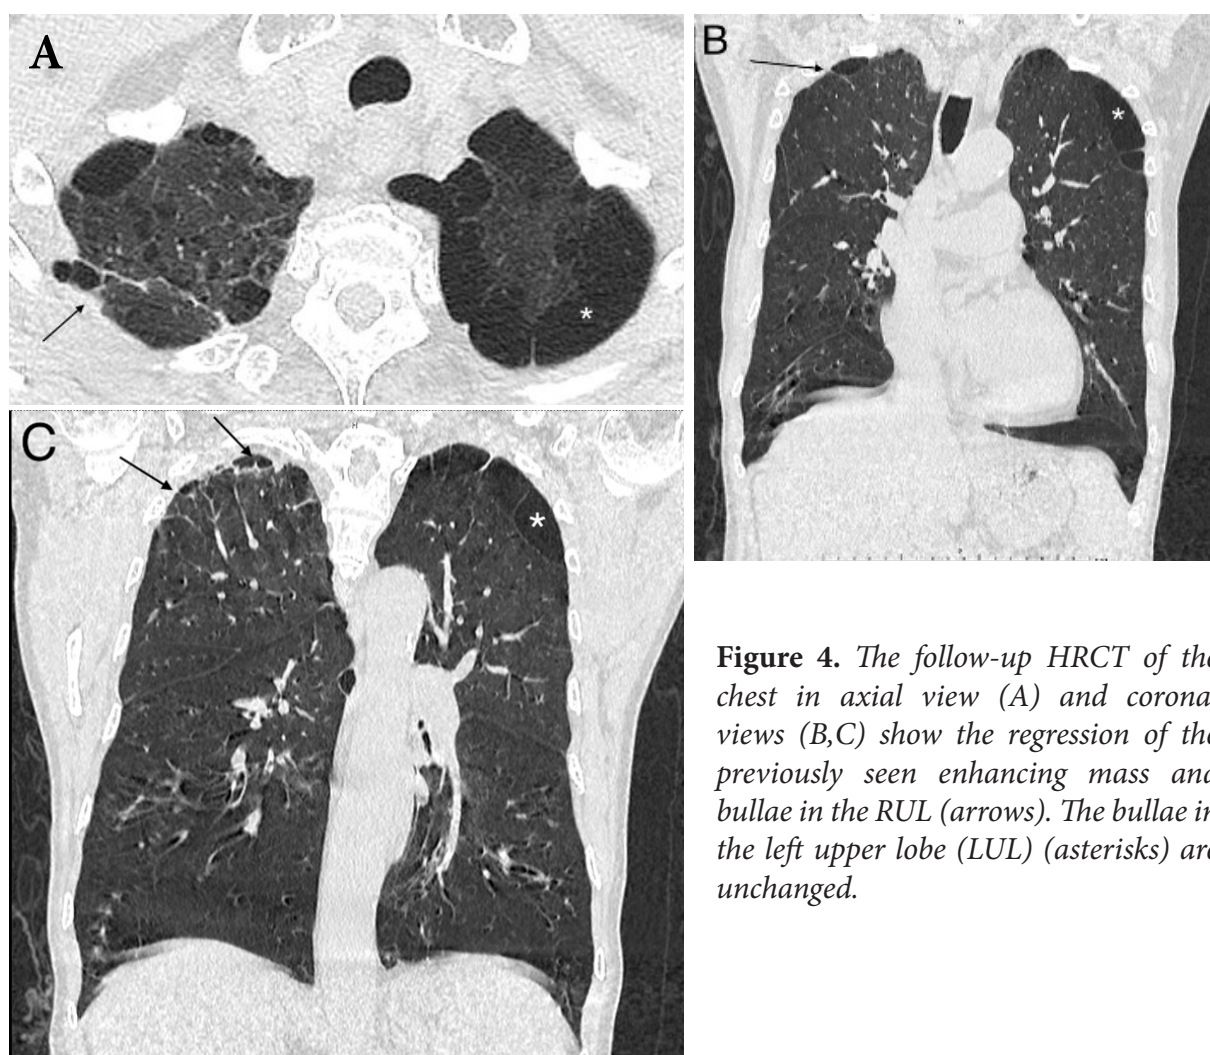 A
B
C
*
*
*
Figure 4. The follow-up HRCT of the
chest in axial view (A) and corona
views (B,C) show the regression of the
previously seen enhancing mass and
bullae in the RUL (arrows). The bullae in
the left upper lobe (LUL) (asterisks) are
unchanged.